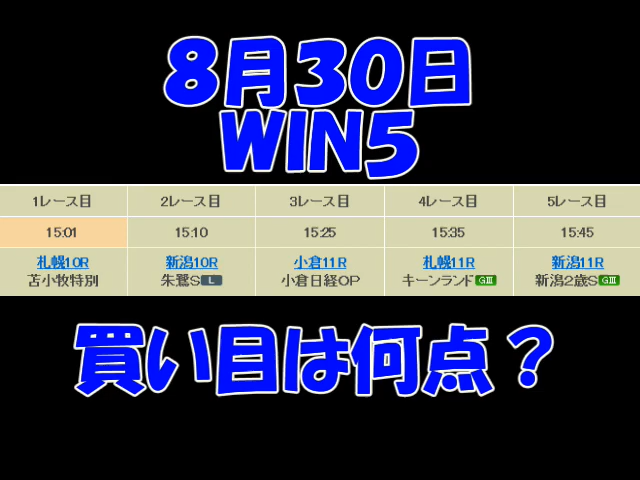 8月30日
WIN5
1レース目 2レース目 3レース目 4レース目 5レース目
15:01 15:10 15:25 15:35 15:45
札幌10R 新潟10R 小倉11R 札幌11R 新潟11R
苫小牧特別 朱鷺S L 小倉日経OP キーンランド GIII 新潟2歳S GIII
買い目は何点？